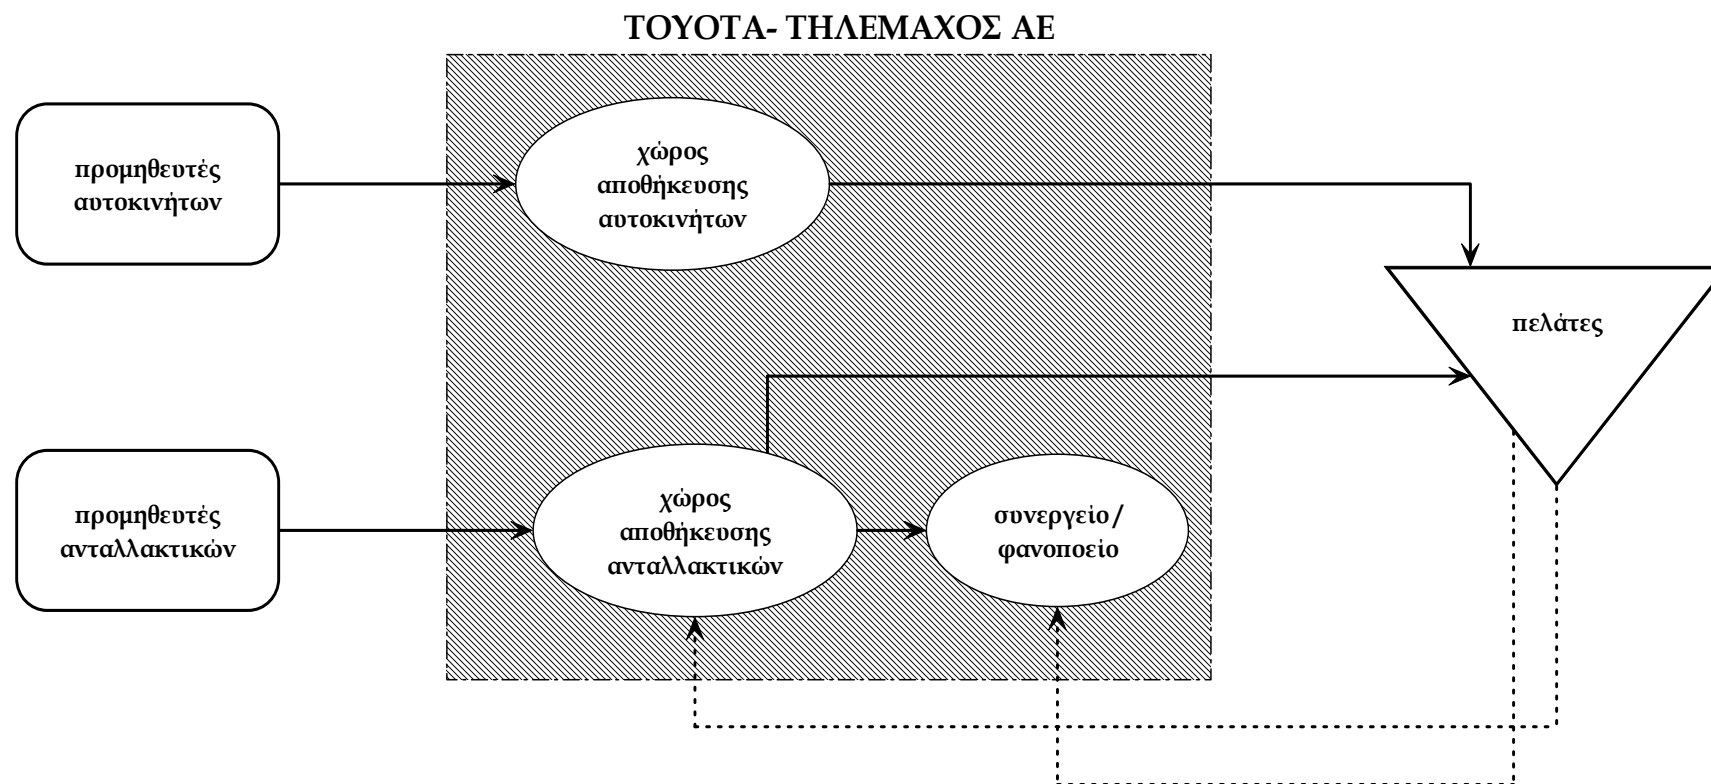 ΤΟΥΟΤΑ- ΤΗΛΕΜΑΧΟΣ ΑΕ
προμηθευτές
αυτοκινήτων
χώρος
αποθήκευσης
αυτοκινήτων
πελάτες
προμηθευτές
ανταλλακτικών
χώρος
αποθήκευσης
ανταλλακτικών
συνεργείο/
φανοποείο